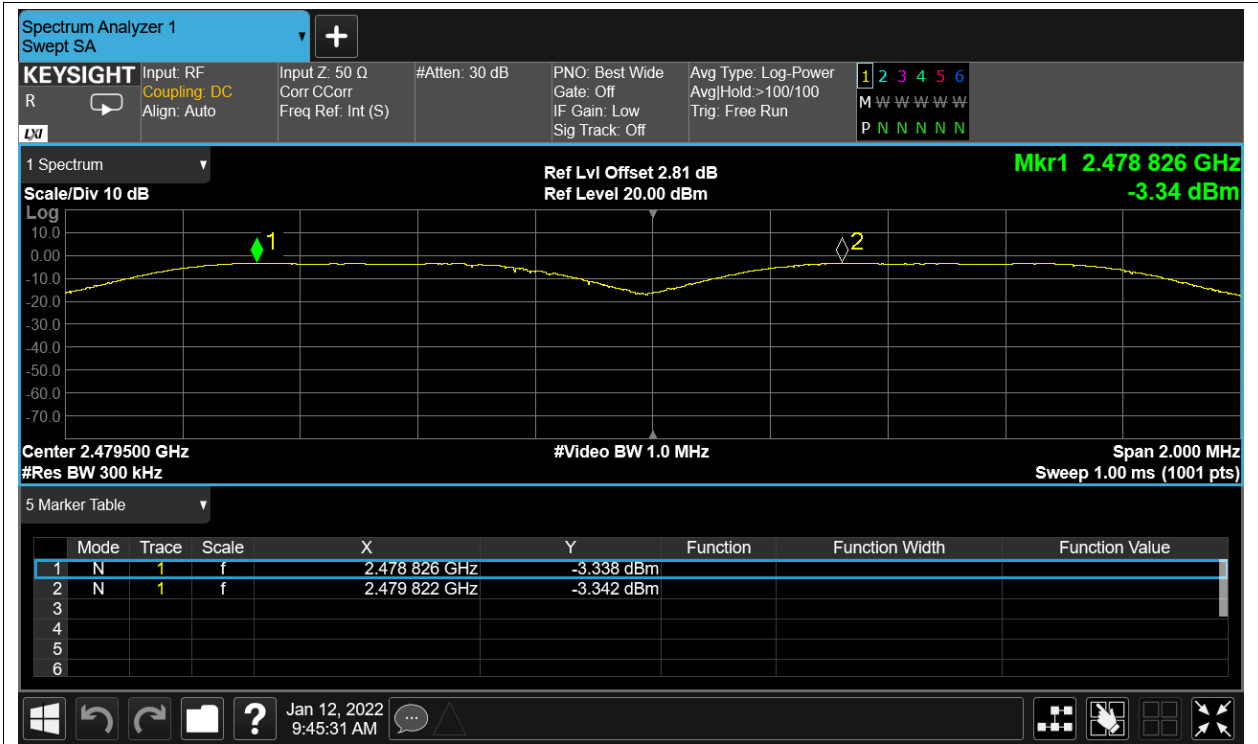 Spectrum Analyzer 1
Swept SA
+
KEYSIGHT
R
LXI
Input: RF
Coupling: DC
Align: Auto
Input Z: 50 Ω
Corr CCorr
Freq Ref: Int (S)
#Atten: 30 dB
PNO: Best Wide
Gate: Off
IF Gain: Low
Sig Track: Off
Avg Type: Log-Power
Avg|Hold:>100/100
Trig: Free Run
1 2 3 4 5 6
M W W W W W
P N N N N N
1 Spectrum
Scale/Div 10 dB
Ref Lvl Offset 2.81 dB
Ref Level 20.00 dBm
Mkr1 2.478 826 GHz
-3.34 dBm
Log
10.0
0.00
-10.0
-20.0
-30.0
-40.0
-50.0
-60.0
-70.0
1
2
Center 2.479500 GHz
#Res BW 300 kHz
#Video BW 1.0 MHz
Span 2.000 MHz
Sweep 1.00 ms (1001 pts)
5 Marker Table
Mode Trace Scale X Y Function Function Width Function Value
1 N 1 f 2.478 826 GHz -3.338 dBm
2 N 1 f 2.479 822 GHz -3.342 dBm
3
4
5
6
?
Jan 12, 2022
9:45:31 AM